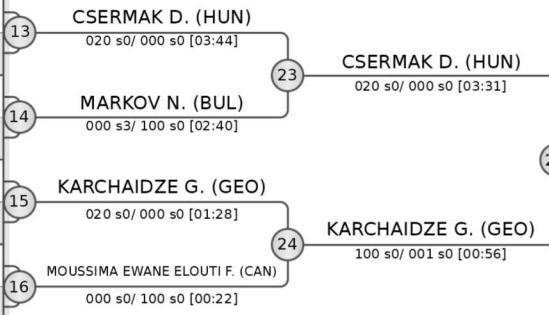 13
CSERMAK D. (HUN)
020 s0/ 000 s0 [03:44]
23
CSERMAK D. (HUN)
020 s0/ 000 s0 [03:31]
14
MARKOV N. (BUL)
000 s3/ 100 s0 [02:40]
15
KARCHAIDZE G. (GEO)
020 s0/ 000 s0 [01:28]
24
KARCHAIDZE G. (GEO)
100 s0/ 001 s0 [00:56]
16
MOUSSIMA EWANE ELOUTI F. (CAN)
000 s0/ 100 s0 [00:22]